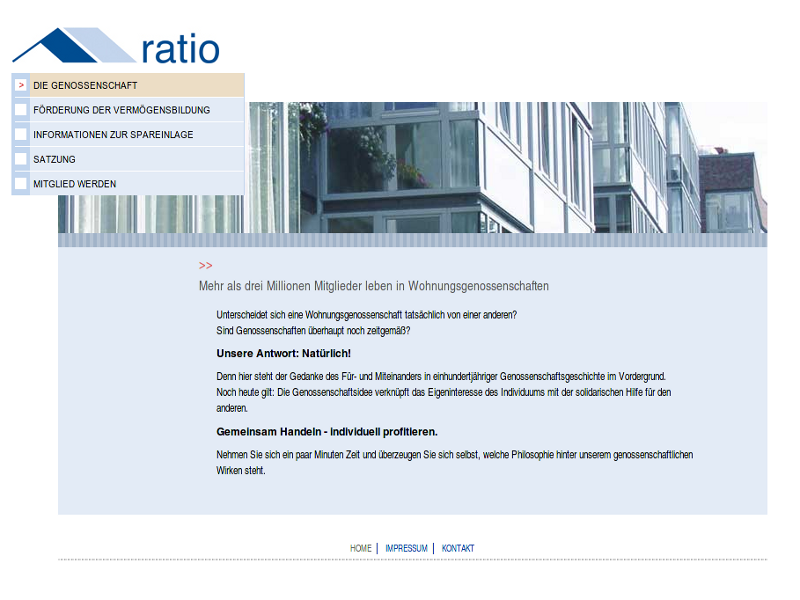 ratio
> DIE GENOSSENSCHAFT
FÖRDERUNG DER VERMÖGENSBILDUNG
INFORMATIONEN ZUR SPAREINLAGE
SATZUNG
MITGLIED WERDEN
>>
Mehr als drei Millionen Mitglieder leben in Wohnungsgenossenschaften
Unterscheidet sich eine Wohnungsgenossenschaft tatsächlich von einer anderen?
Sind Genossenschaften überhaupt noch zeitgemäß?
Unsere Antwort: Natürlich!
Denn hier steht der Gedanke des Für- und Miteinanders in einhundertjähriger Genossenschaftsgeschichte im Vordergrund.
Noch heute gilt: Die Genossenschaftsidee verknüpft das Eigeninteresse des Individuums mit der solidarischen Hilfe für den
anderen.
Gemeinsam Handeln - individuell profitieren.
Nehmen Sie sich ein paar Minuten Zeit und überzeugen Sie sich selbst, welche Philosophie hinter unserem genossenschaftlichen
Wirken steht.
HOME | IMPRESSUM | KONTAKT